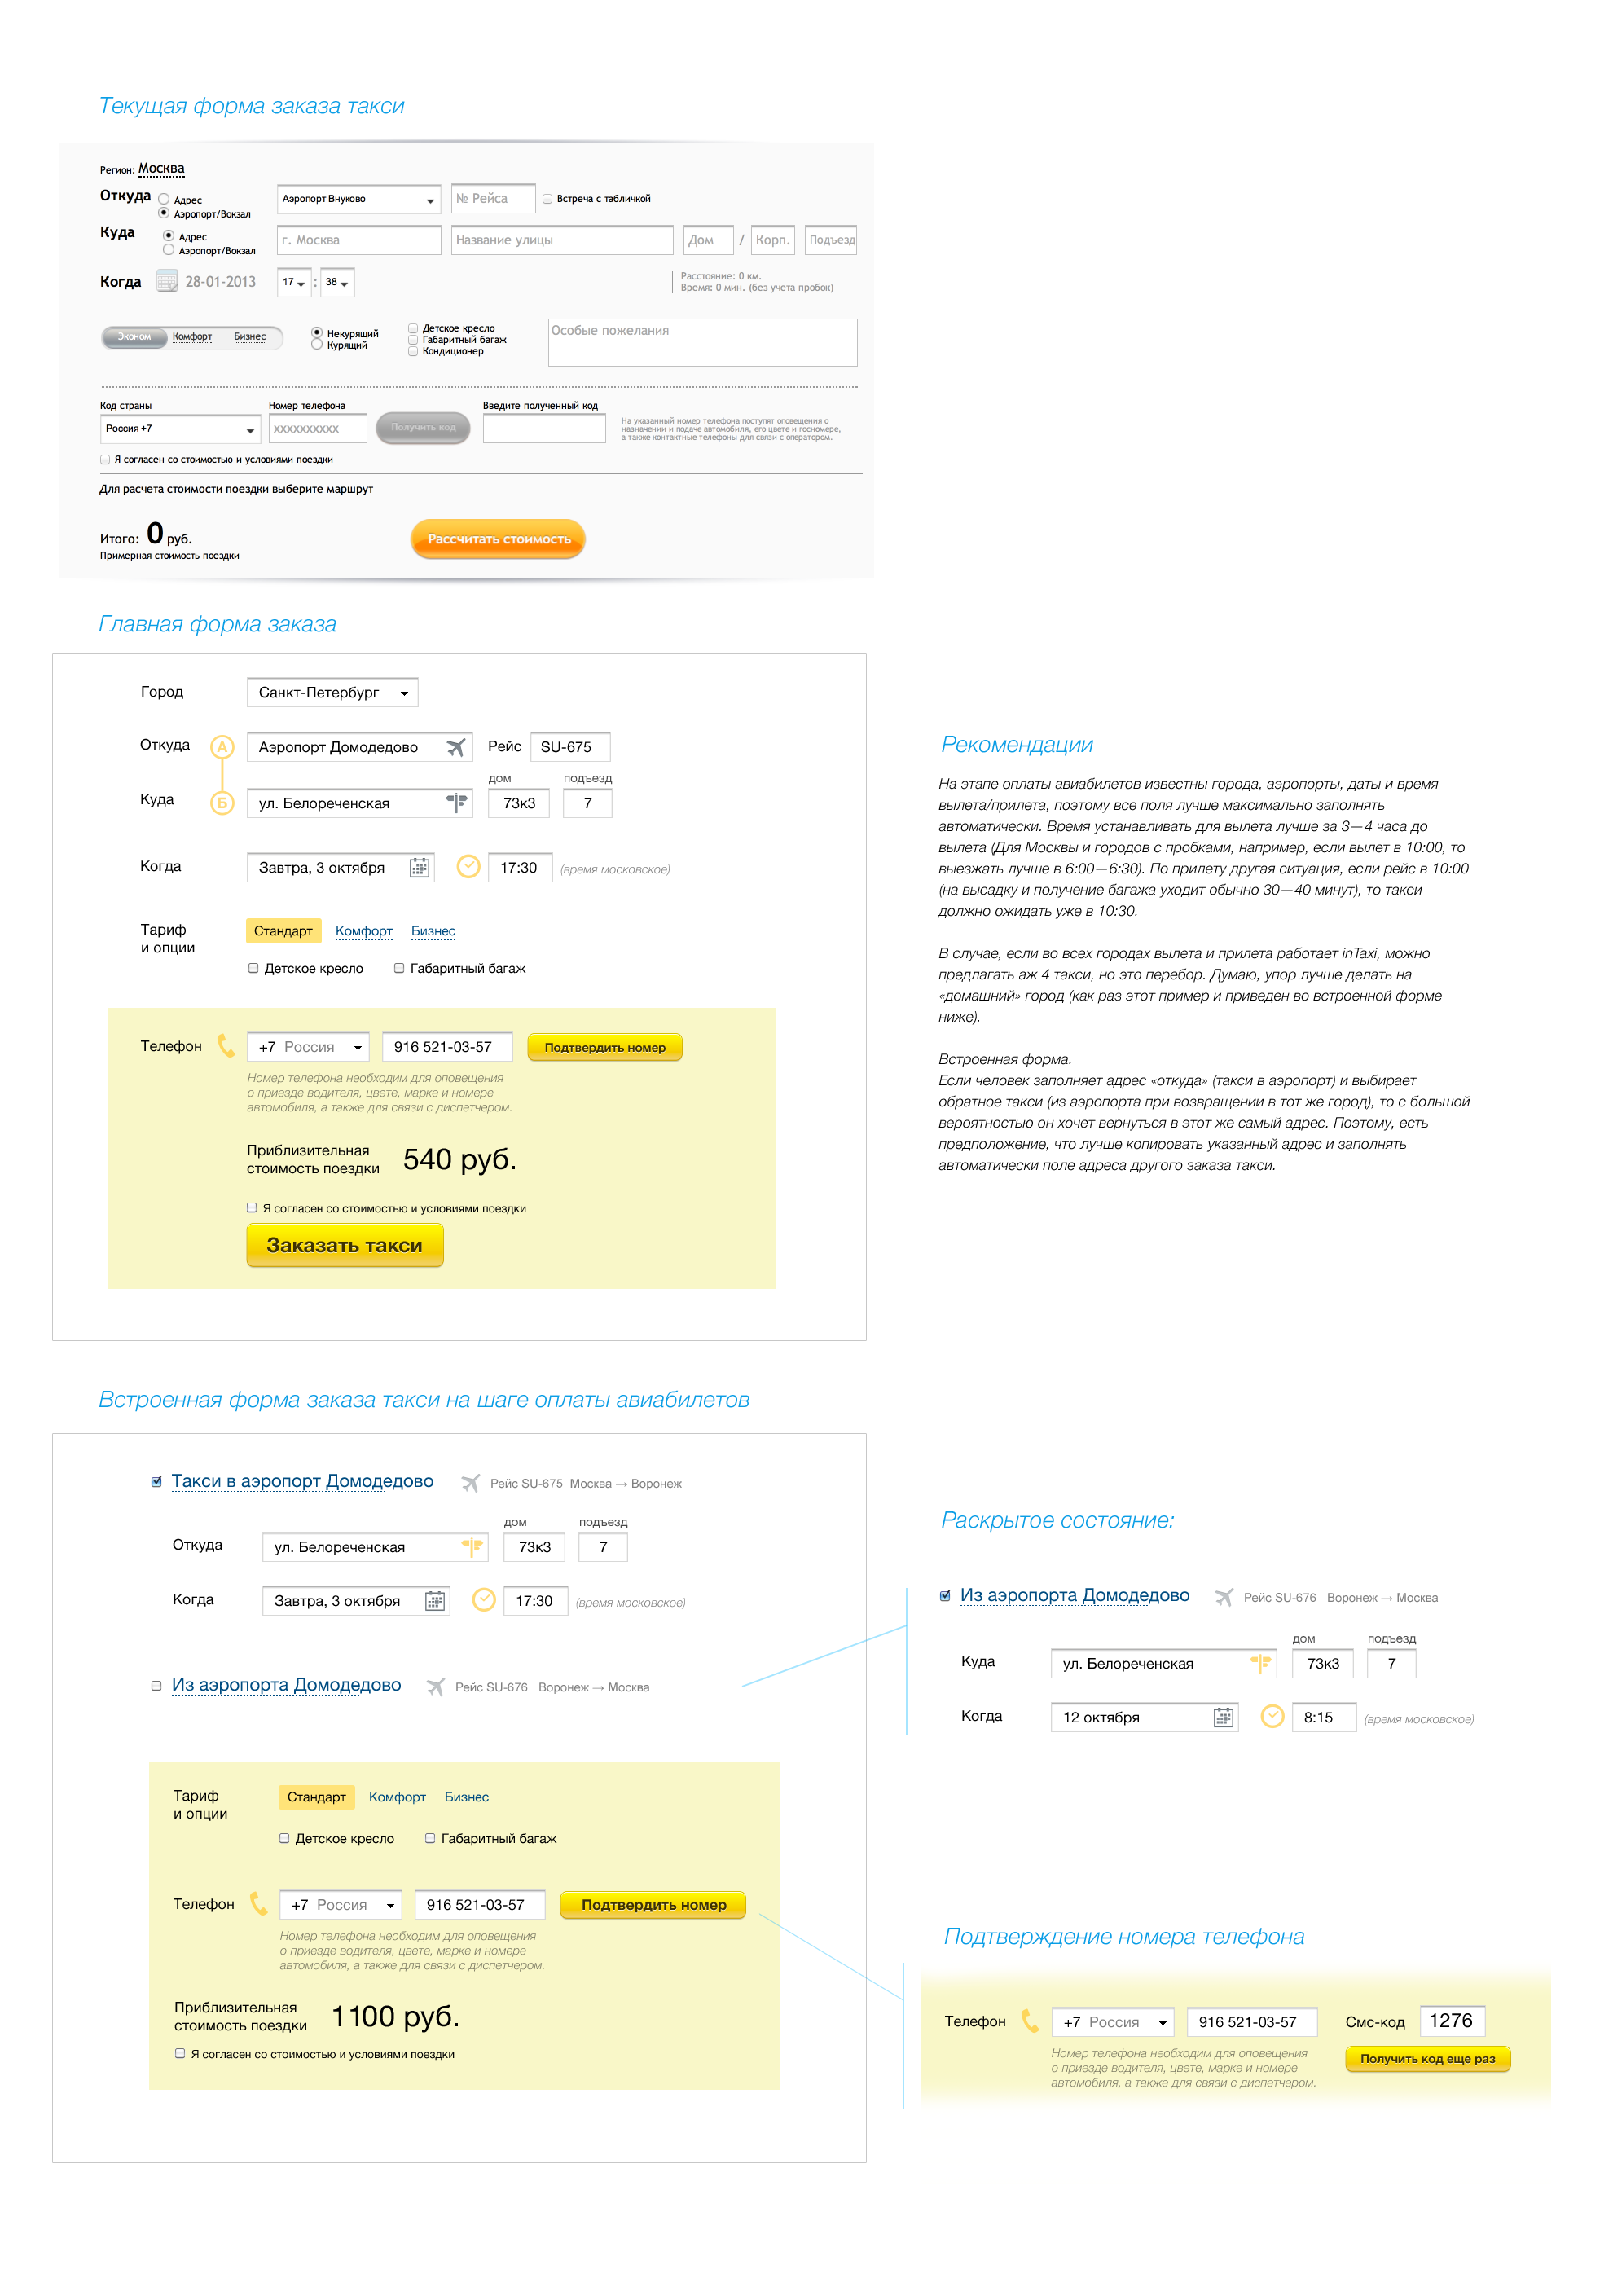 Текущая форма заказа такси
Регион: Москва
Откуда
Адрес
Аэропорт/Вокзал
Аэропорт Внуково
№ Рейса
Встреча с табличкой
Куда
Адрес
Аэропорт/Вокзал
г. Москва
Название улицы
Дом / Корп.
Подъезд
Когда
28-01-2013
17 : 38
Расстояние: 0 км.
Время: 0 мин. (без учета пробок)
Эконом Комфорт Бизнес
Некурящий
Курящий
Детское кресло
Габаритный багаж
Кондиционер
Особые пожелания
Код страны
Номер телефона
Введите полученный код
Россия +7
xxxxxxxxxx
Получить код
На указанный номер телефона поступят оповещения о
назначении и подаче автомобиля, его цвете и госномере,
а также контактные телефоны для связи с оператором.
Я согласен со стоимостью и условиями поездки
Для расчета стоимости поездки выберите маршрут
Итого: 0 руб.
Примерная стоимость поездки
Рассчитать стоимость
Главная форма заказа
Город
Санкт-Петербург
Откуда
А
Аэропорт Домодедово
Рейс
SU-675
дом
подъезд
Куда
Б
ул. Белореченская
73к3
7
Когда
Завтра, 3 октября
17:30
(время московское)
Тариф
и опции
Стандарт Комфорт Бизнес
Детское кресло
Габаритный багаж
Телефон
+7 Россия
916 521-03-57
Подтвердить номер
Номер телефона необходим для оповещения
о приезде водителя, цвете, марке и номере
автомобиля, а также для связи с диспетчером.
Приблизительная
стоимость поездки
540 руб.
Я согласен со стоимостью и условиями поездки
Заказать такси
Рекомендации
На этапе оплаты авиабилетов известны города, аэропорты, даты и время
вылета/прилета, поэтому все поля лучше максимально заполнять
автоматически. Время устанавливать для вылета лучше за 3—4 часа до
вылета (Для Москвы и городов с пробками, например, если вылет в 10:00, то
выезжать лучше в 6:00—6:30). По прилету другая ситуация, если рейс в 10:00
(на высадку и получение багажа уходит обычно 30—40 минут), то такси
должно ожидать уже в 10:30.
В случае, если во всех городах вылета и прилета работает inTaxi, можно
предлагать аж 4 такси, но это перебор. Думаю, упор лучше делать на
«домашний» город (как раз этот пример и приведен во встроенной форме
ниже).
Встроенная форма.
Если человек заполняет адрес «откуда» (такси в аэропорт) и выбирает
обратное такси (из аэропорта при возвращении в тот же город), то с большой
вероятностью он хочет вернуться в этот же самый адрес. Поэтому, есть
предположение, что лучше копировать указанный адрес и заполнять
автоматически поле адреса другого заказа такси.
Встроенная форма заказа такси на шаге оплаты авиабилетов
Такси в аэропорт Домодедово
Рейс SU-675 Москва → Воронеж
дом
подъезд
Откуда
ул. Белореченская
73к3
7
Когда
Завтра, 3 октября
17:30
(время московское)
Из аэропорта Домодедово
Рейс SU-676 Воронеж → Москва
Тариф
и опции
Стандарт Комфорт Бизнес
Детское кресло
Габаритный багаж
Телефон
+7 Россия
916 521-03-57
Подтвердить номер
Номер телефона необходим для оповещения
о приезде водителя, цвете, марке и номере
автомобиля, а также для связи с диспетчером.
Приблизительная
стоимость поездки
1100 руб.
Я согласен со стоимостью и условиями поездки
Раскрытое состояние:
Из аэропорта Домодедово
Рейс SU-676 Воронеж → Москва
дом
подъезд
Куда
ул. Белореченская
73к3
7
Когда
12 октября
8:15
(время московское)
Подтверждение номера телефона
Телефон
+7 Россия
916 521-03-57
Смс-код
1276
Номер телефона необходим для оповещения
о приезде водителя, цвете, марке и номере
автомобиля, а также для связи с диспетчером.
Получить код еще раз